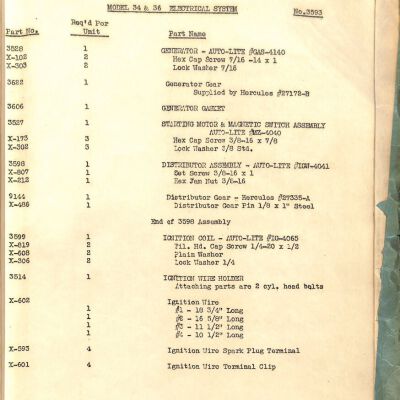 MODEL 34 & 36 ELECTRICAL SYSTEM No.3593
Req'd Per
Part No. Unit Part Name
3528 1 GENERATOR - AUTO-LITE #GAS-4140
X-102 2 Hex Cap Screw 7/16 -14 x 1
X-303 2 Lock Washer 7/16
3622 1 Generator Gear
Supplied by Hercules #27172-B
3606 1 GENERATOR GASKET
3527 1 STARTING MOTOR & MAGNETIC SWITCH ASSEMBLY
AUTO-LITE #MZ-4040
X-173 3 Hex Cap Screw 3/8-16 x 7/8
X-302 3 Lock Washer 3/8 Std.
3598 1 DISTRIBUTOR ASSEMBLY - AUTO-LITE #IGW-4041
X-807 1 Set Screw 3/8-16 x 1
X-212 1 Hex Jam Nut 3/8-16
9144 1 Distributor Gear - Hercules #27335-A
X-486 1 Distributor Gear Pin 1/8 x 1" Steel
End of 3598 Assembly
3599 1 IGNITION COIL - AUTO-LITE #IG-4065
X-819 2 Fil. Hd. Cap Screw 1/4-20 x 1/2
X-608 2 Plain Washer
X-306 2 Lock Washer 1/4
3514 1 IGNITION WIRE HOLDER
Attaching parts are 2 cyl. head bolts
X-602 Ignition Wire
1 #1 - 18 3/4" Long
1 #2 - 16 5/8" Long
1 #3 - 11 1/2" Long
1 #4 - 10 1/2" Long
X-593 4 Ignition Wire Spark Plug Terminal
X-601 4 Ignition Wire Terminal Clip